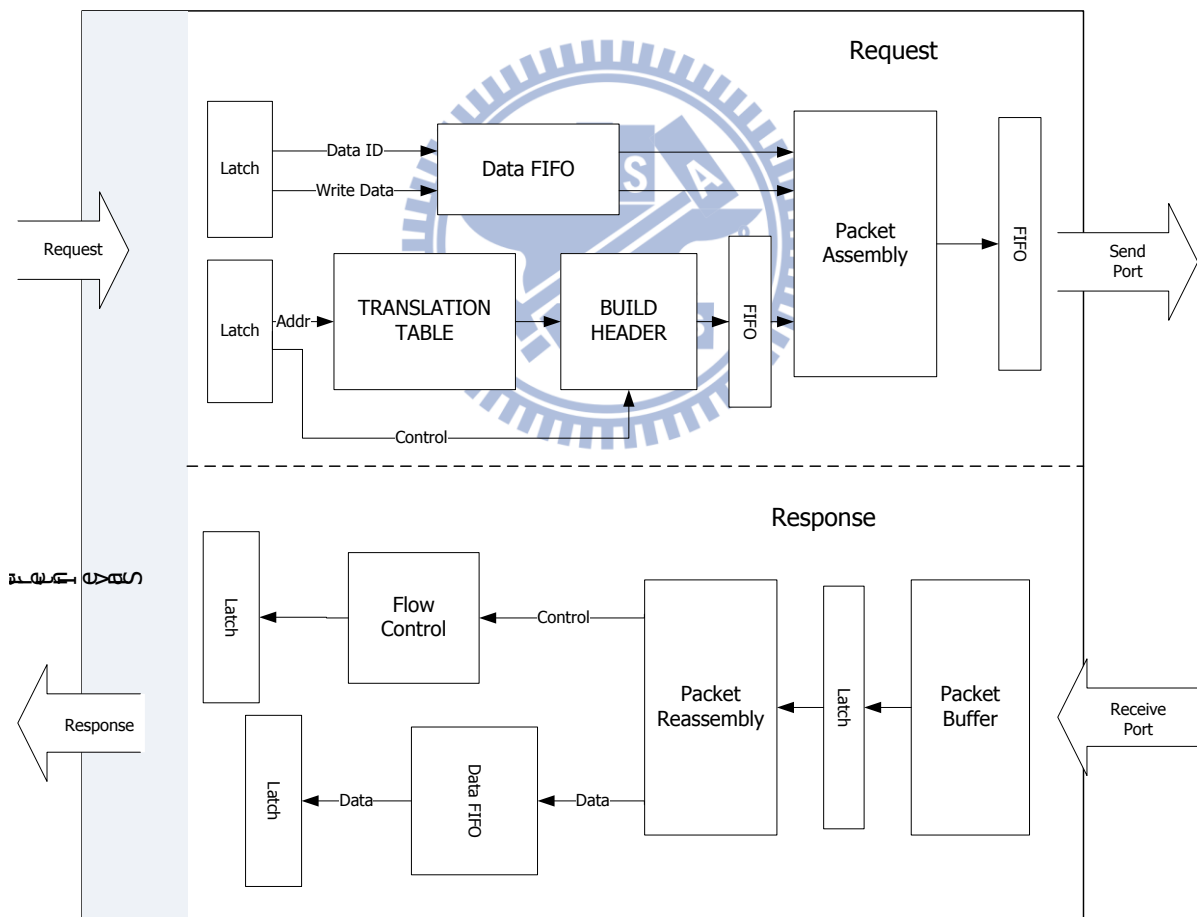 Request
Latch
Data ID
Write Data
Data FIFO
Packet
Assembly
FIFO
Request
Send
Port
Latch
Addr
TRANSLATION
TABLE
BUILD
HEADER
FIFO
Control
S
A
Response
Latch
Flow
Control
Control
Packet
Reassembly
Latch
Packet
Buffer
Receive
Port
Response
Latch
Data
Data FIFO
Data